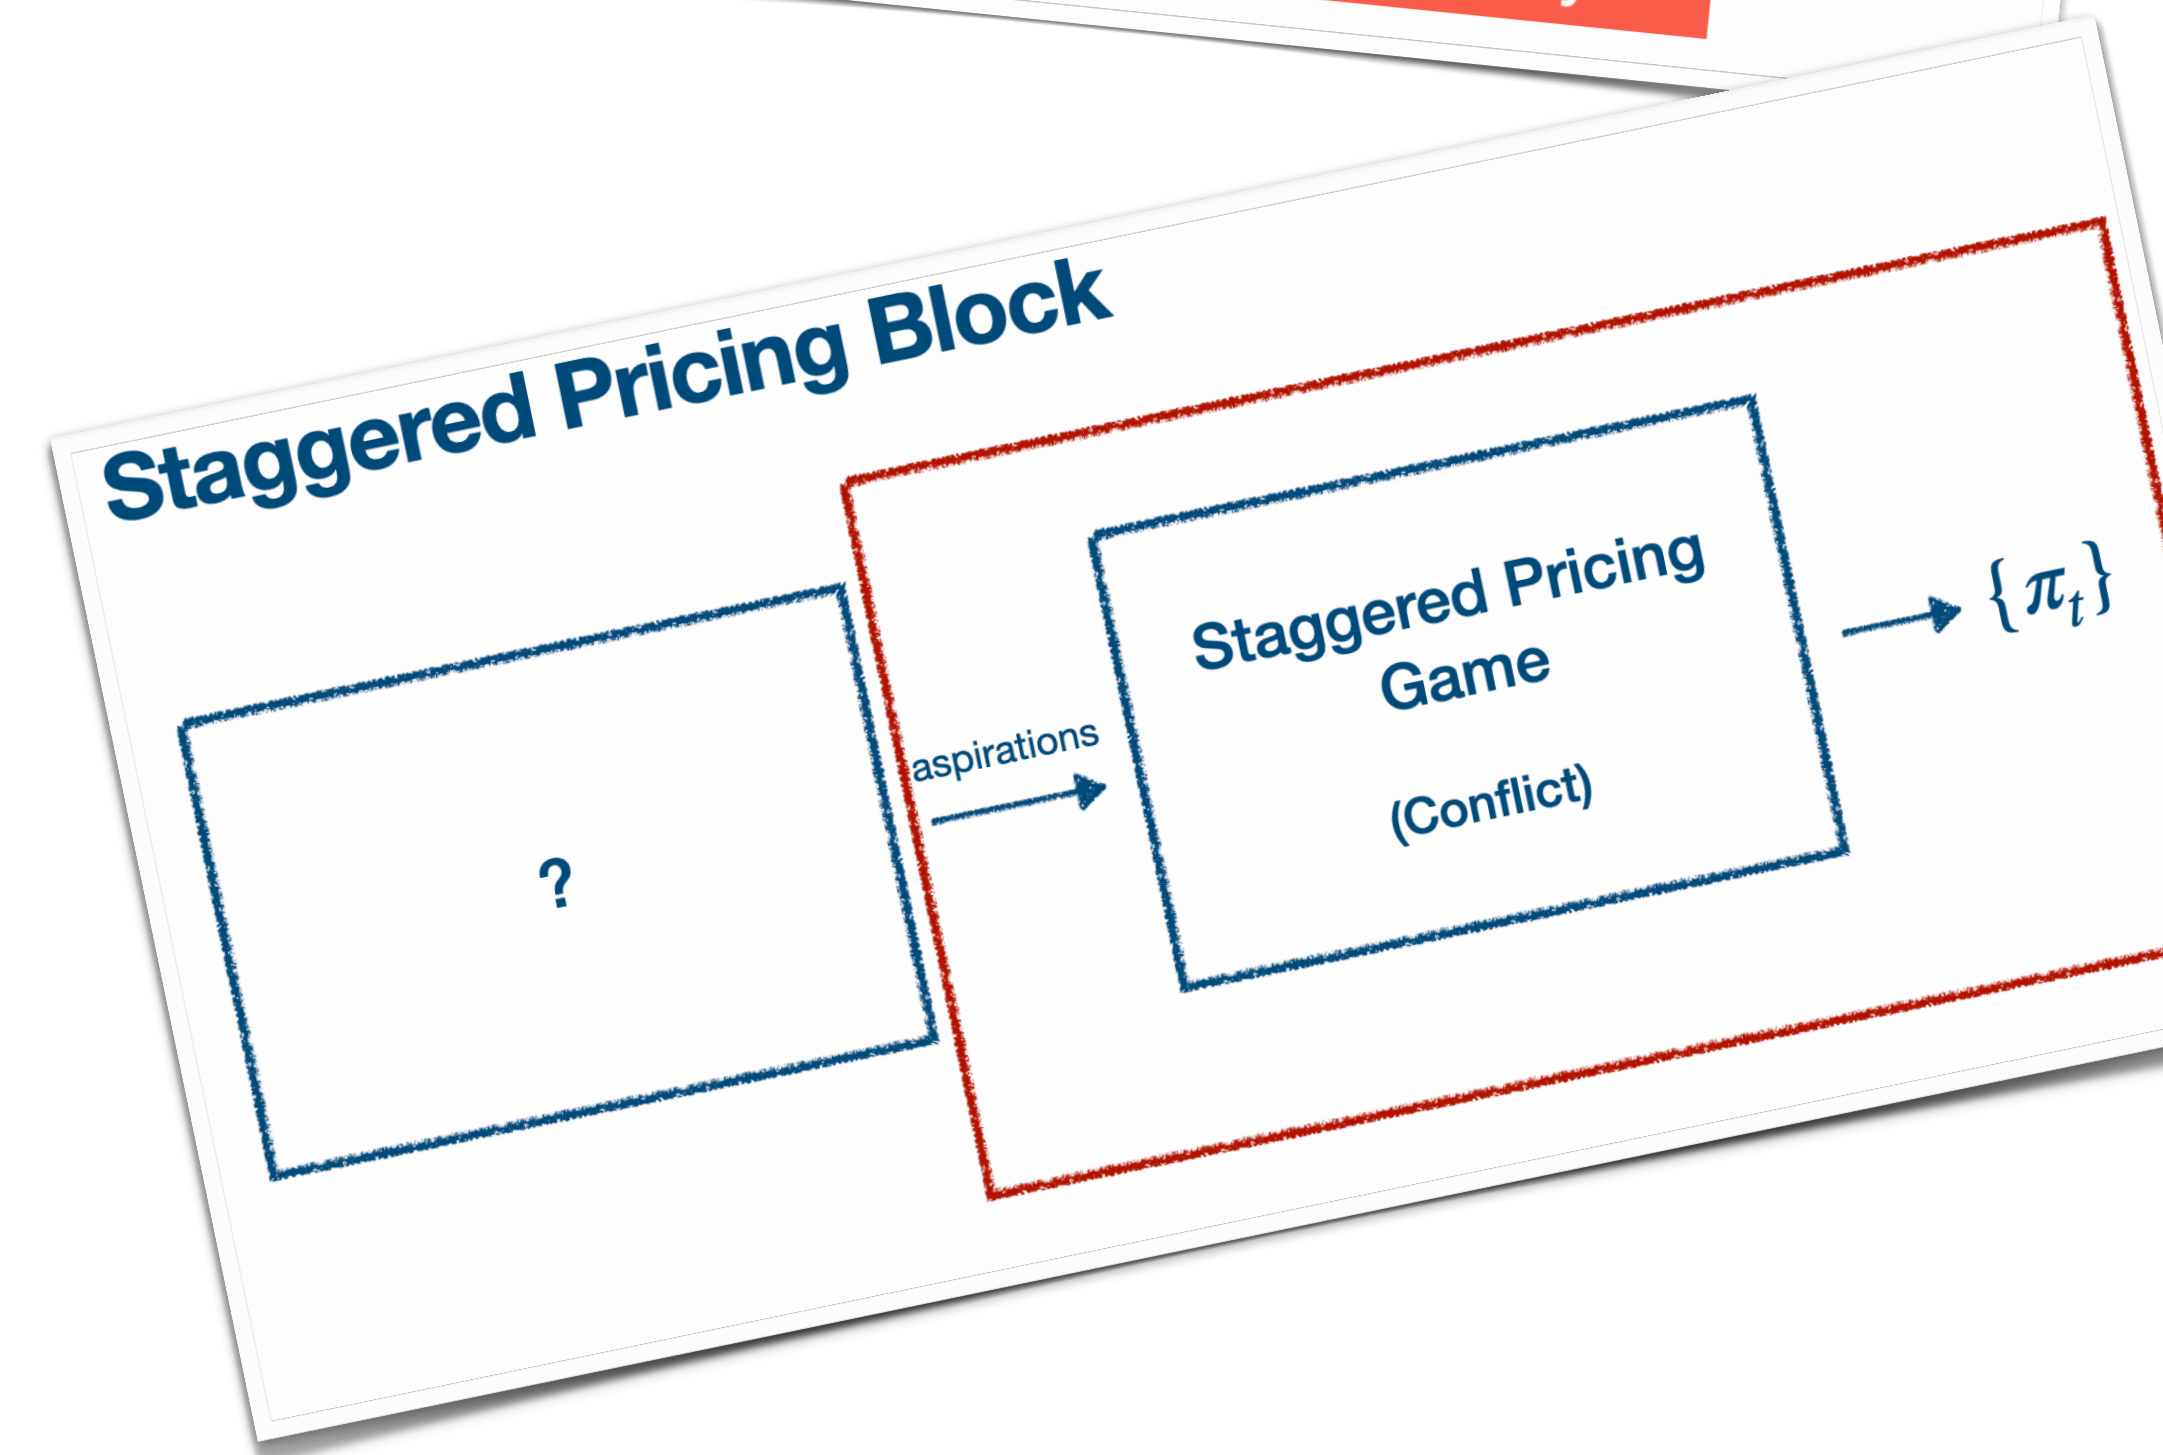 Staggered Pricing Block
?
aspirations
Staggered Pricing
Game
(Conflict)
{π_t}